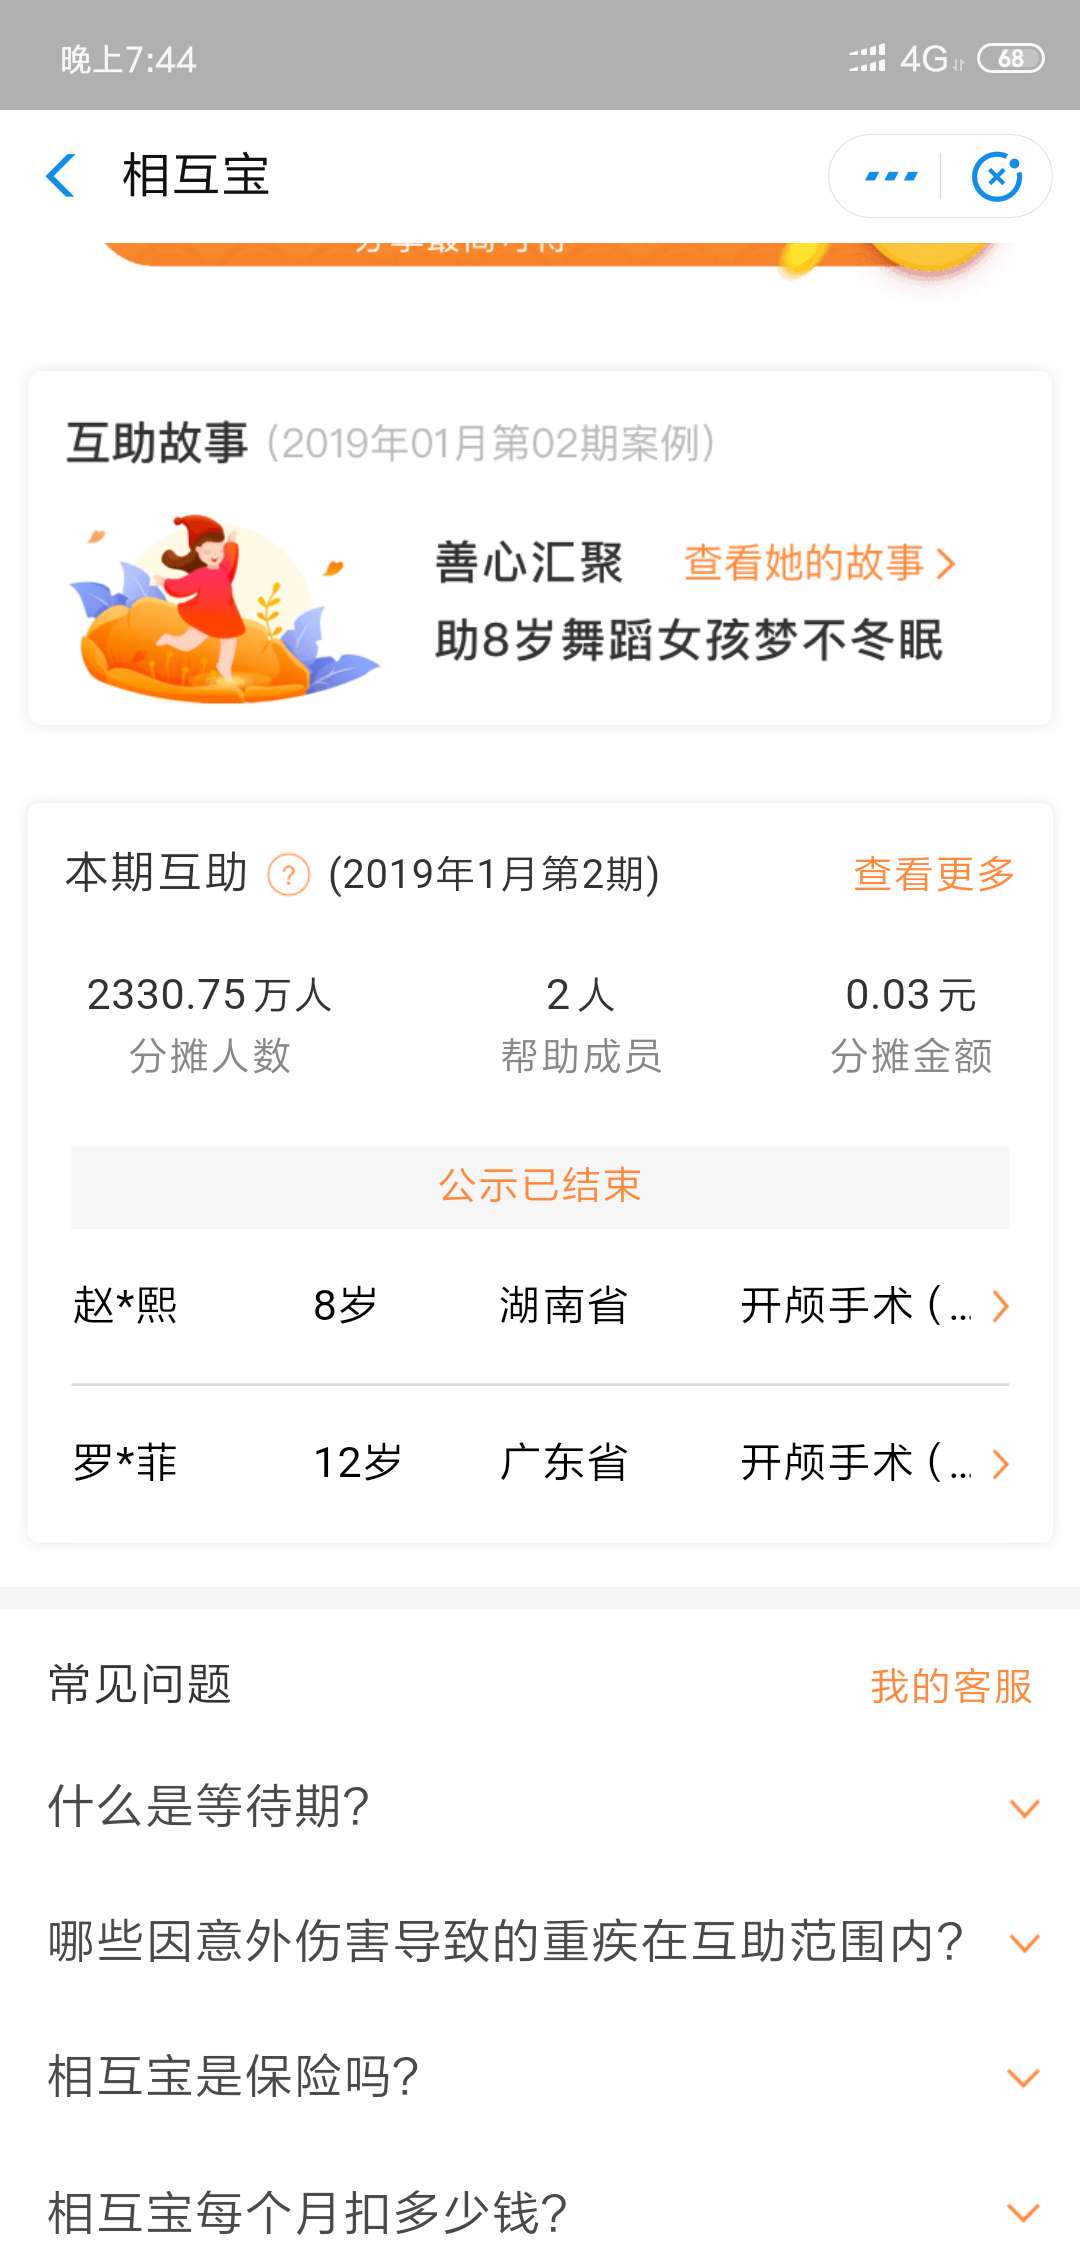 晚上7:44
4G 68
相互宝
互助故事 (2019年01月第02期案例)
善心汇聚 查看她的故事
助8岁舞蹈女孩梦不冬眠
本期互助 ? (2019年1月第2期) 查看更多
2330.75万人 2人 0.03元
分摊人数 帮助成员 分摊金额
公示已结束
赵*熙 8岁 湖南省 开颅手术 (...
罗*菲 12岁 广东省 开颅手术 (...
常见问题 我的客服
什么是等待期?
哪些因意外伤害导致的重疾在互助范围内?
相互宝是保险吗?
相互宝每个月扣多少钱?